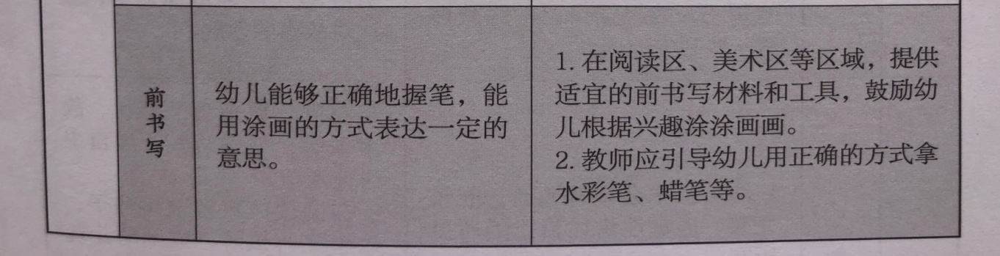 前
书
写
幼儿能够正确地握笔，能
用涂画的方式表达一定的
意思。
1. 在阅读区、美术区等区域，提供
适宜的前书写材料和工具，鼓励幼
儿根据兴趣涂涂画画。
2. 教师应引导幼儿用正确的方式拿
水彩笔、蜡笔等。